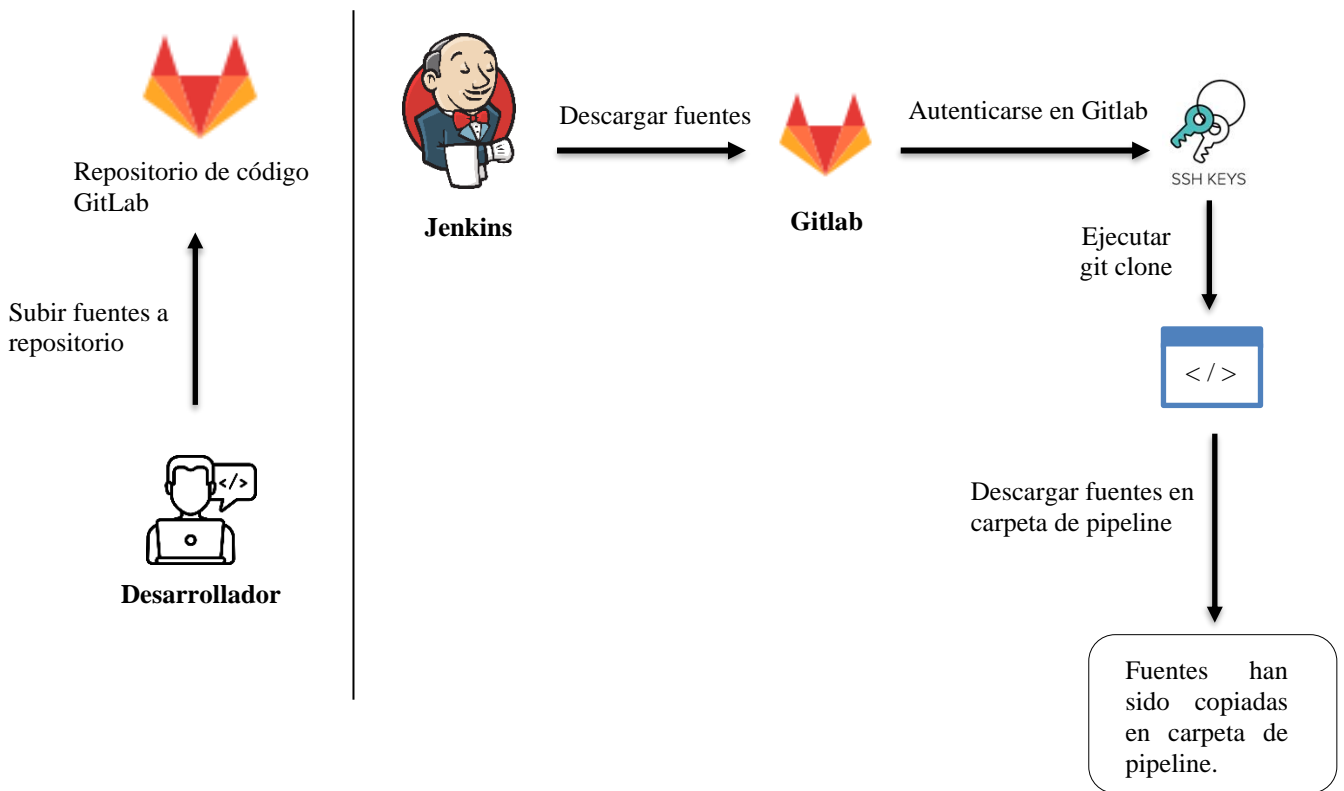 Repositorio de código
GitLab
Subir fuentes a
repositorio
</>
Desarrollador
Descargar fuentes
Autenticarse en Gitlab
SSH KEYS
Jenkins
Gitlab
Ejecutar
git clone
</>
Descargar fuentes en
carpeta de pipeline
Fuentes han
sido copiadas
en carpeta de
pipeline.